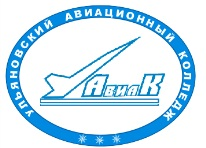 УЛЬЯНОВСКИЙ АВИАЦИОННЫЙ КОЛЛЕДЖ
АВИАК